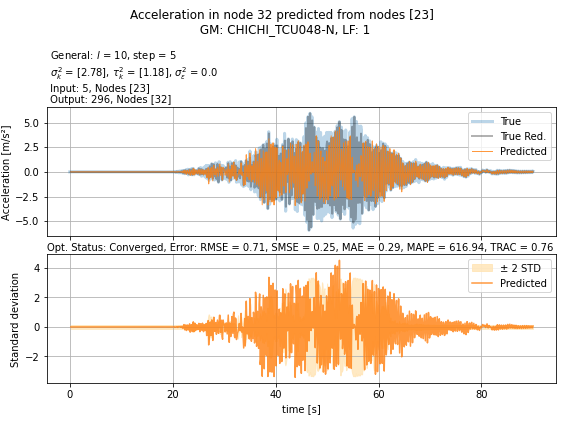 Acceleration in node 32 predicted from nodes [23]
GM: CHICHI_TCU048-N, LF: 1
General: l = 10, step = 5
σ²ₖ = [2.78], τ²ₖ = [1.18], σ²ε = 0.0
Input: 5, Nodes [23]
Output: 296, Nodes [32]
Acceleration [m/s²]
5.0
2.5
0.0
−2.5
−5.0
True
True Red.
Predicted
Opt. Status: Converged, Error: RMSE = 0.71, SMSE = 0.25, MAE = 0.29, MAPE = 616.94, TRAC = 0.76
Standard deviation
4
2
0
−2
± 2 STD
Predicted
0 20 40 60 80
time [s]